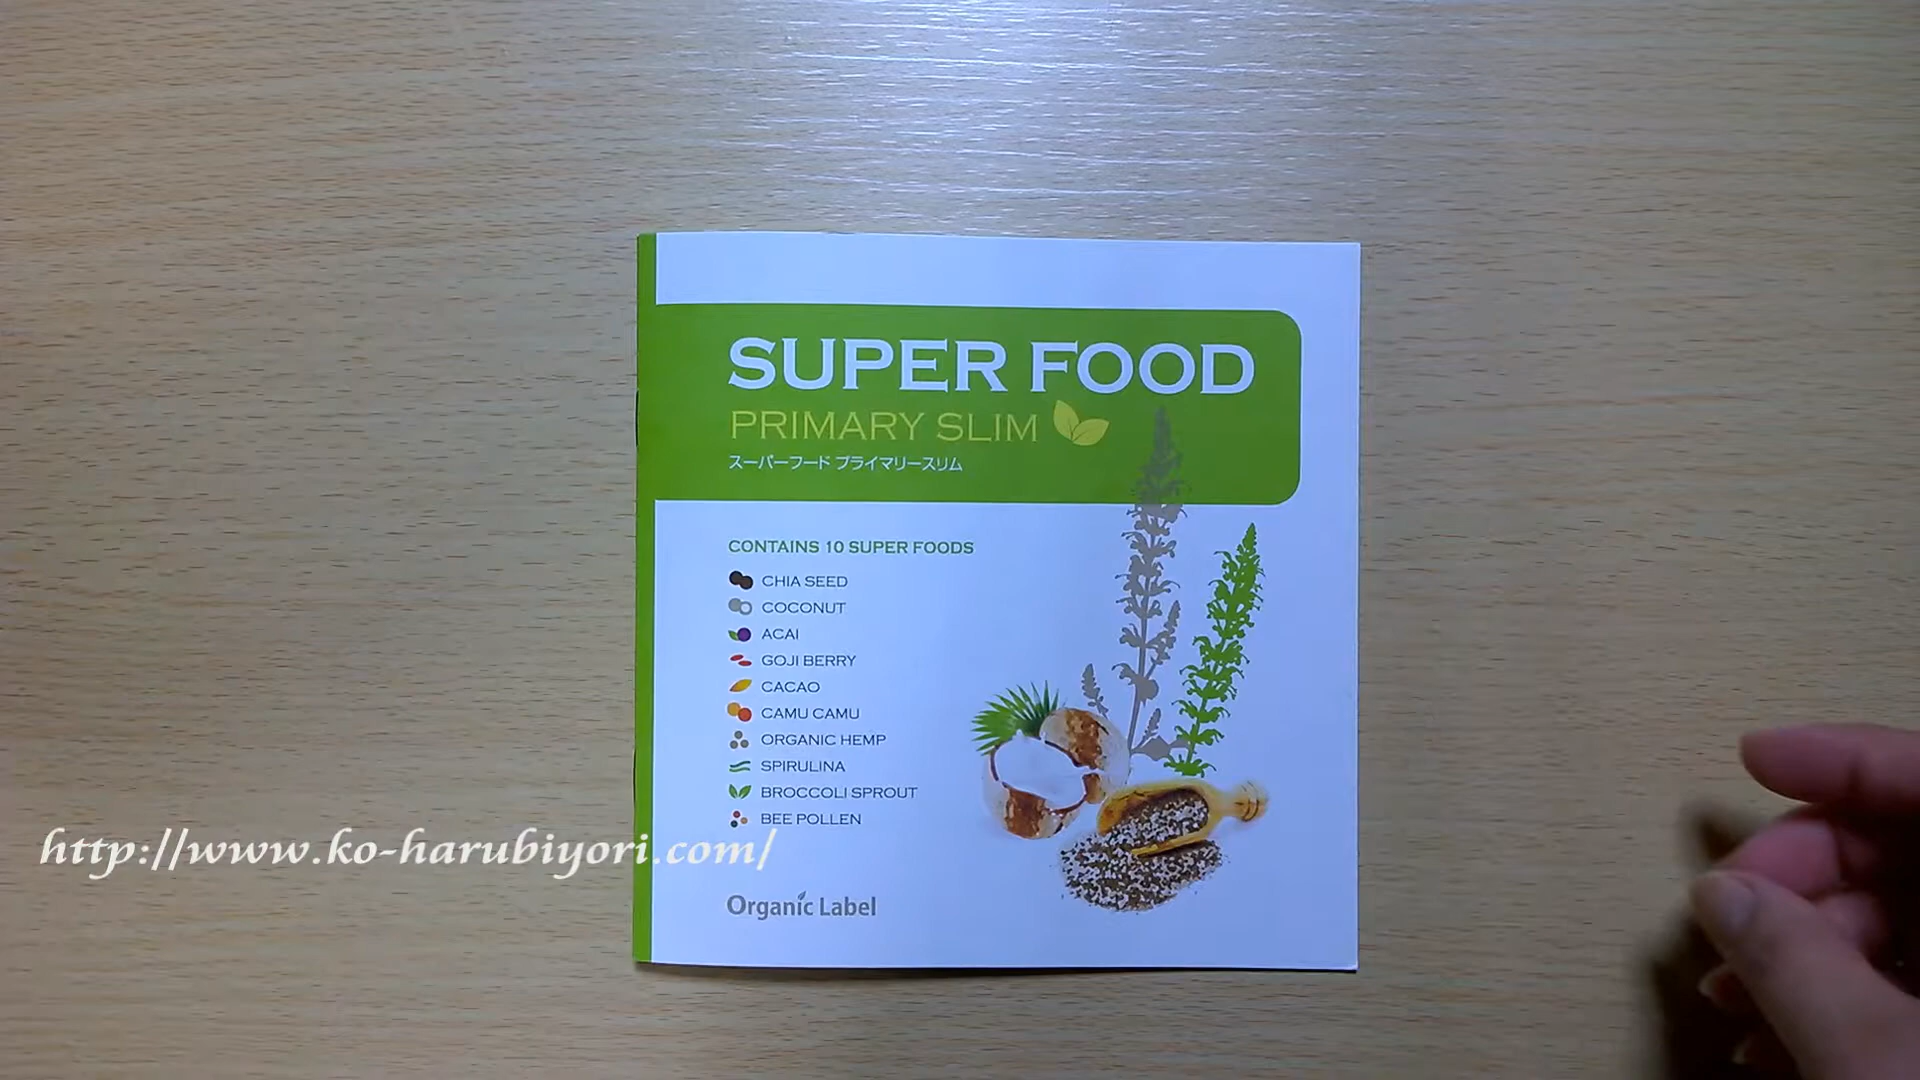 SUPER FOOD
PRIMARY SLIM
スーパーフード プライマリースリム
CONTAINS 10 SUPER FOODS
CHIA SEED
COCONUT
ACAI
GOJI BERRY
CACAO
CAMU CAMU
ORGANIC HEMP
SPIRULINA
BROCCOLI SPROUT
BEE POLLEN
http://www.ko-harubiyori.com/
Organic Label